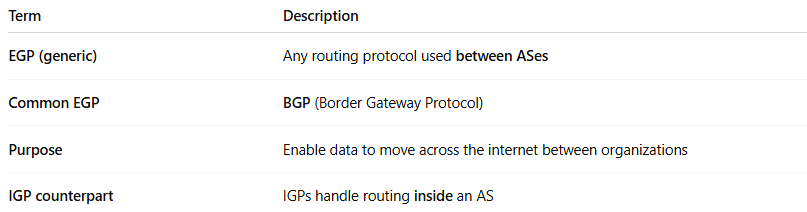 Term Description
EGP (generic) Any routing protocol used between ASes
Common EGP BGP (Border Gateway Protocol)
Purpose Enable data to move across the internet between organizations
IGP counterpart IGPs handle routing inside an AS